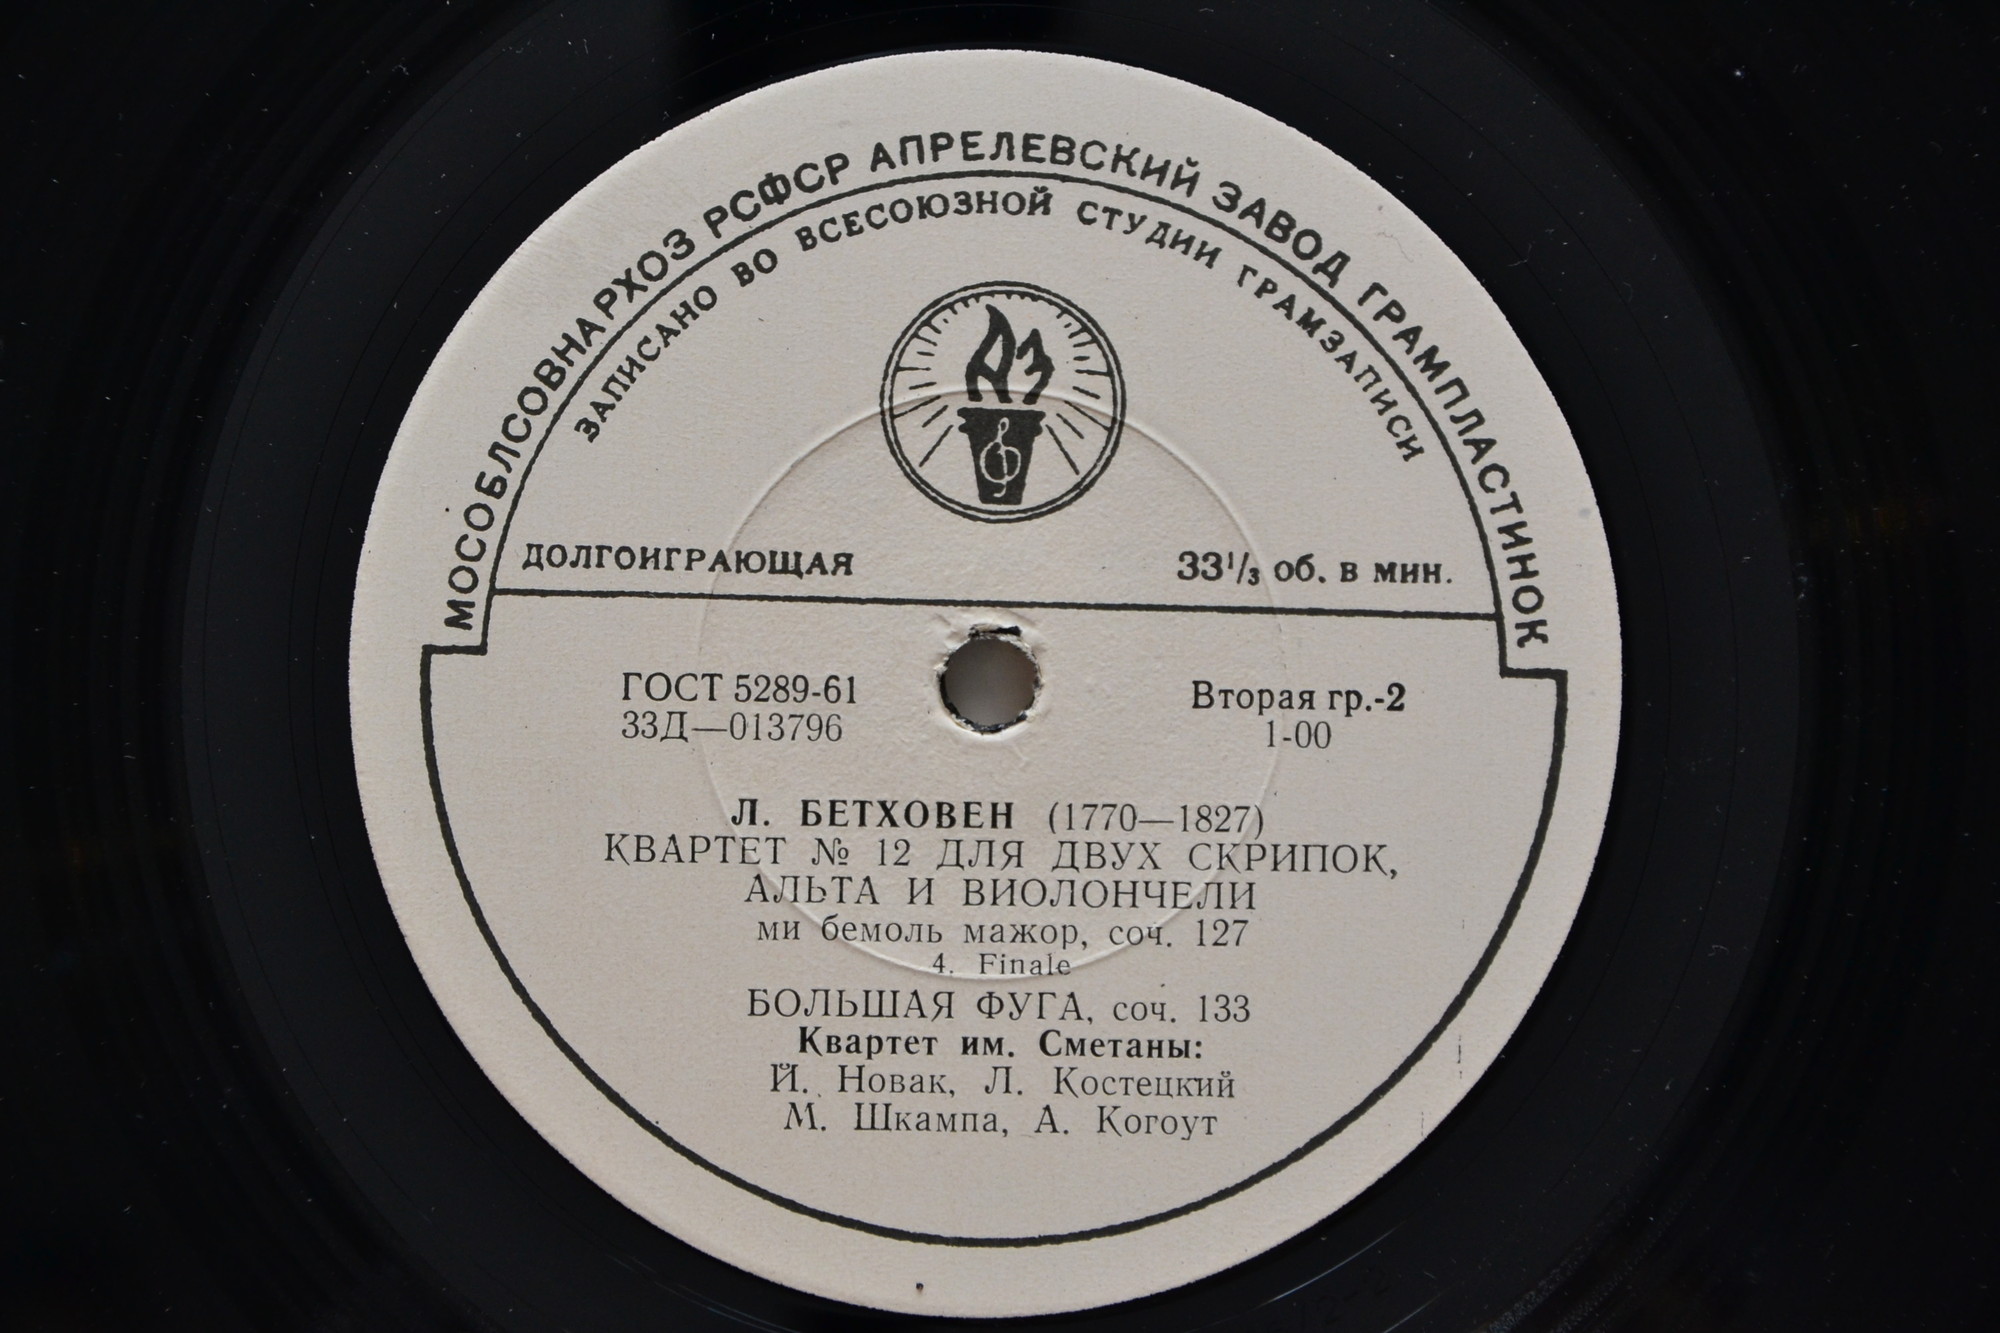 МОСОБЛСОВНАРХОЗ РСФСР АПРЕЛЕВСКИЙ ЗАВОД ГРАМПЛАСТИНОК
ЗАПИСАНО ВО ВСЕСОЮЗНОЙ СТУДИИ ГРАМЗАПИСИ
АЗ
ДОЛГОИГРАЮЩАЯ 33 1/3 об. в мин.
ГОСТ 5289-61 Вторая гр.-2
33Д—013796 1-00
Л. БЕТХОВЕН (1770—1827)
КВАРТЕТ № 12 ДЛЯ ДВУХ СКРИПОК,
АЛЬТА И ВИОЛОНЧЕЛИ
ми бемоль мажор, соч. 127
4. Finale
БОЛЬШАЯ ФУГА, соч. 133
Квартет им. Сметаны:
Й. Новак, Л. Костецкий
М. Шкампа, А. Когоут